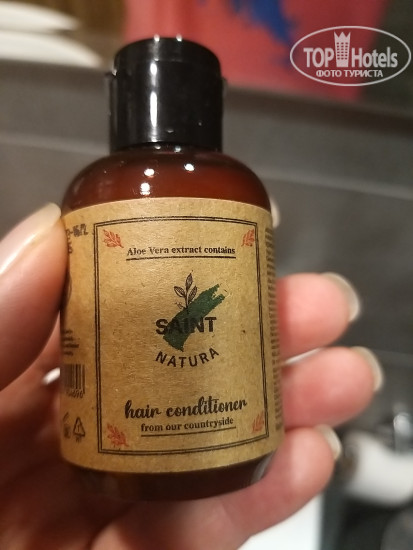 TOP Hotels
ФОТО ТУРИСТА
Aloe Vera extract contains
SAINT
NATURA
hair conditioner
from our countryside